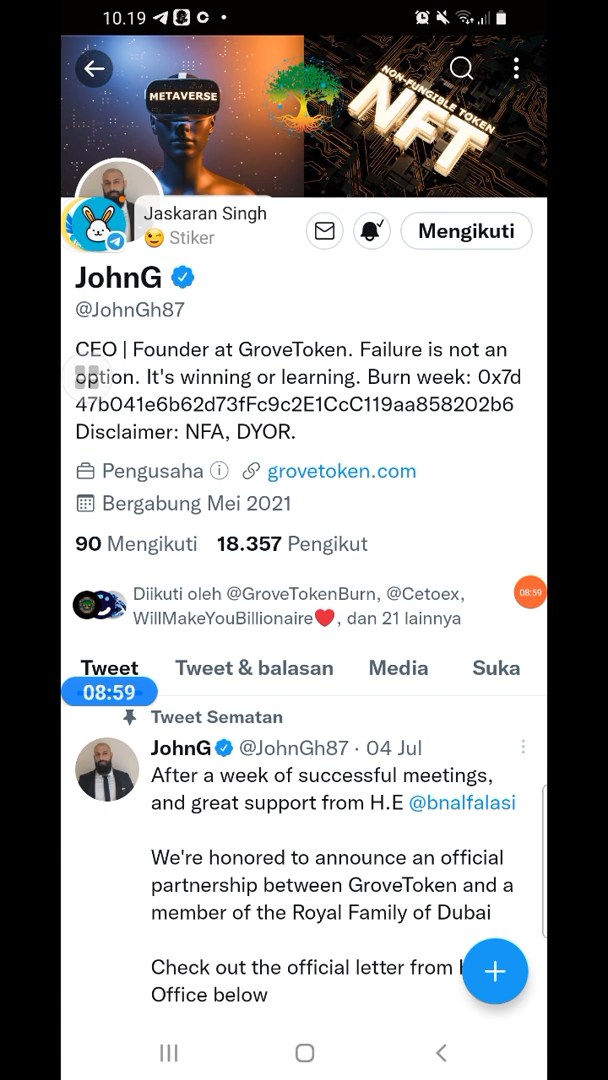 10.19
METAVERSE
NON-FUNGIBLE TOKEN
NFT
Jaskaran Singh
😉 Stiker
Mengikuti
JohnG
@JohnGh87
CEO | Founder at GroveToken. Failure is not an
option. It's winning or learning. Burn week: 0x7d
47b041e6b62d73fFc9c2E1CcC119aa858202b6
Disclaimer: NFA, DYOR.
Pengusaha grovetoken.com
Bergabung Mei 2021
90 Mengikuti 18.357 Pengikut
Diikuti oleh @GroveTokenBurn, @Cetoex,
WillMakeYouBillionaire❤️, dan 21 lainnya
08:59
Tweet Tweet & balasan Media Suka
08:59
Tweet Sematan
JohnG @JohnGh87 · 04 Jul
After a week of successful meetings,
and great support from H.E @bnalfalasi
We're honored to announce an official
partnership between GroveToken and a
member of the Royal Family of Dubai
Check out the official letter from
Office below